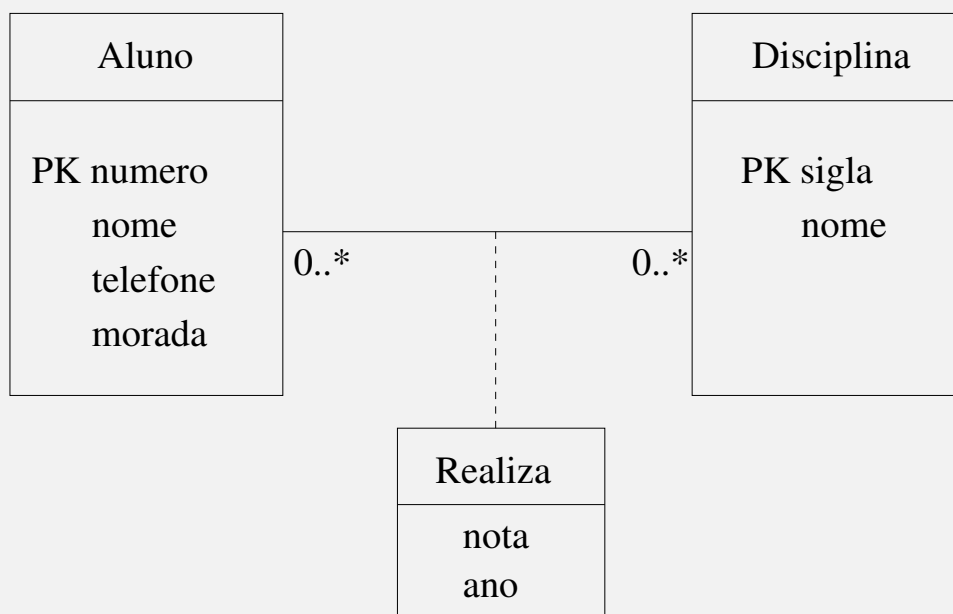 Aluno
PK numero
nome
telefone
morada
0..*
0..*
Disciplina
PK sigla
nome
Realiza
nota
ano